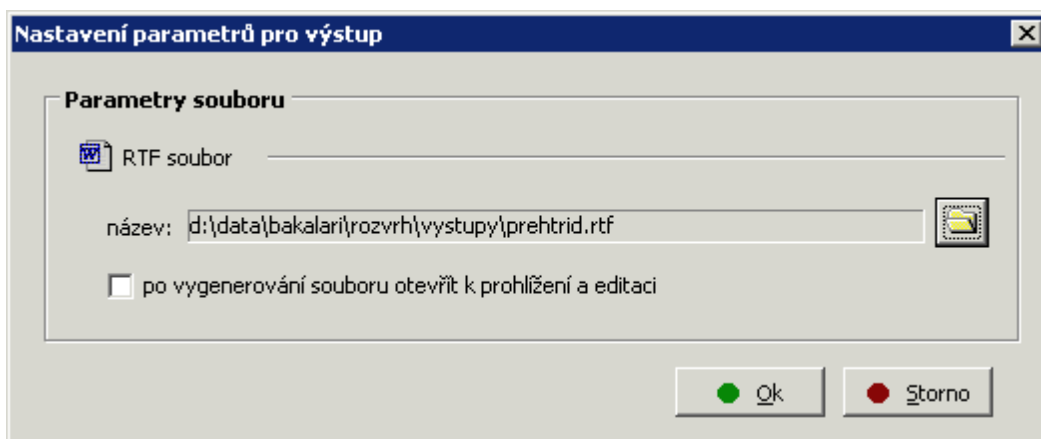 Nastavení parametrů pro výstup
Parametry souboru
RTF soubor
název: d:\data\bakalari\rozvrh\vystupy\prehtrid.rtf
po vygenerování souboru otevřít k prohlížení a editaci
Ok Storno